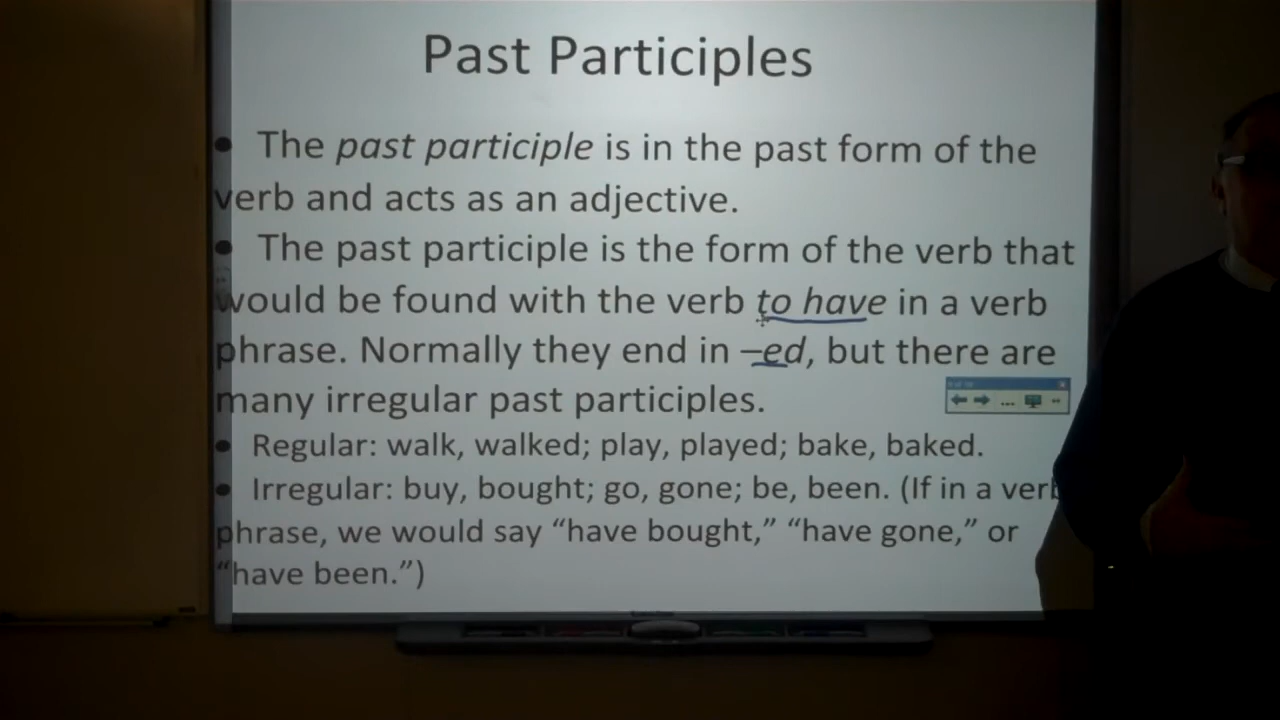 Past Participles
• The past participle is in the past form of the
verb and acts as an adjective.
• The past participle is the form of the verb that
would be found with the verb to have in a verb
phrase. Normally they end in –ed, but there are
many irregular past participles.
• Regular: walk, walked; play, played; bake, baked.
• Irregular: buy, bought; go, gone; be, been. (If in a verb
phrase, we would say “have bought,” “have gone,” or
“have been.”)